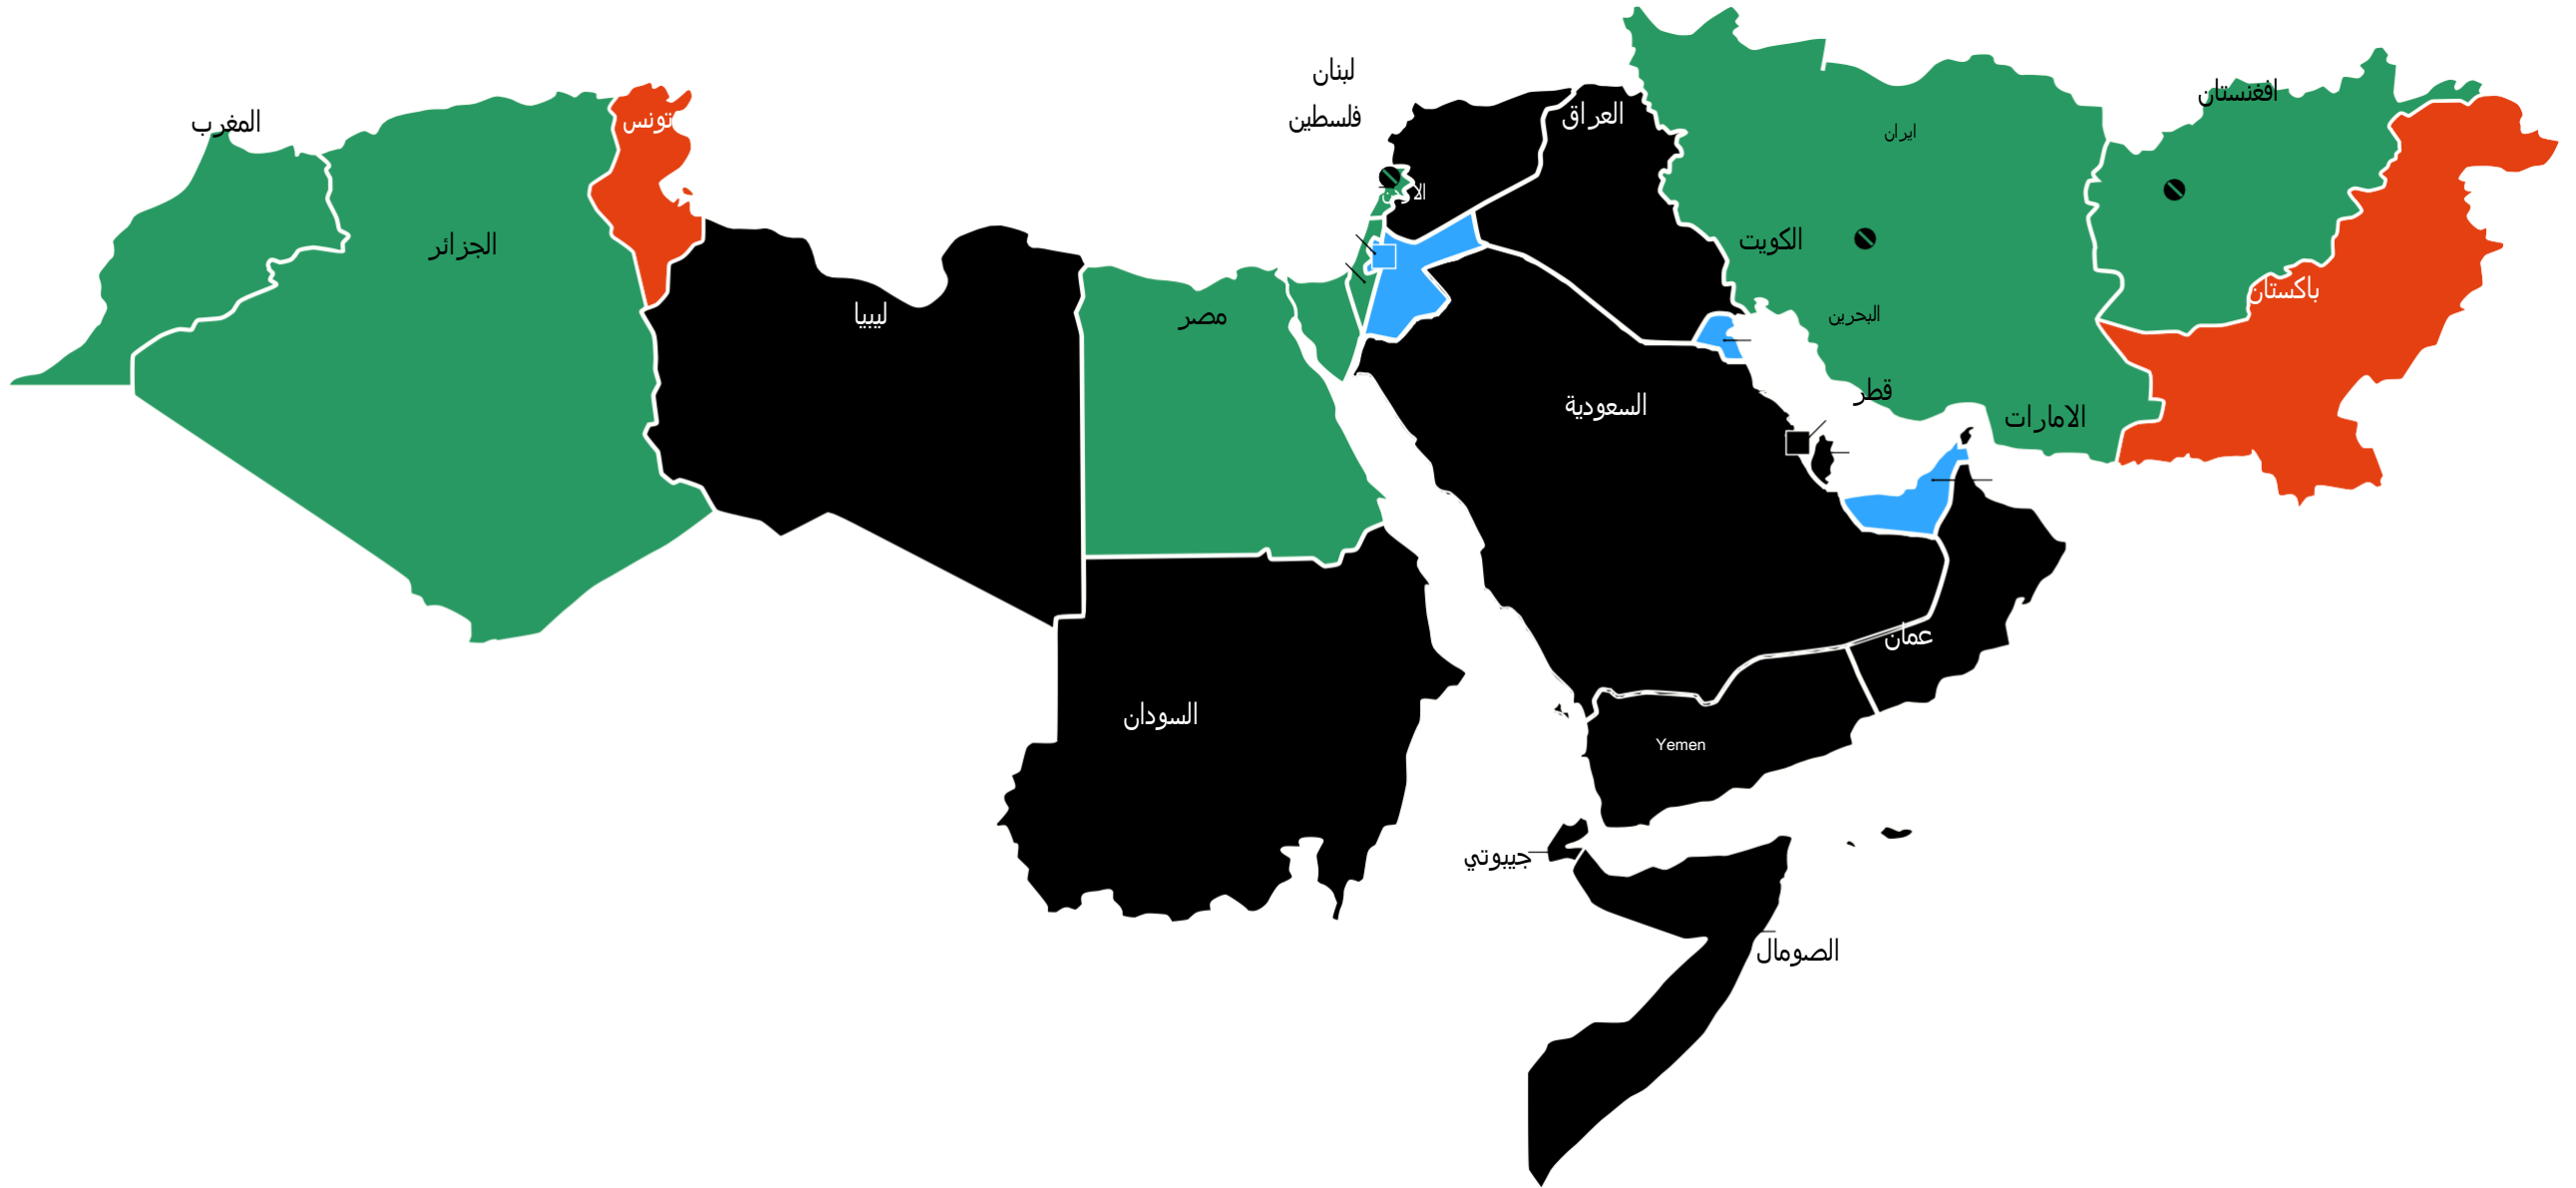 لبنان
افغنستان
العراق
فلسطين
تونس
المغرب
ايران
الاردن
الكويت
الجزائر
باكستان
ليبيا
مصر
البحرين
قطر
السعودية
الامارات
عمان
السودان
Yemen
جيبوتي
الصومال